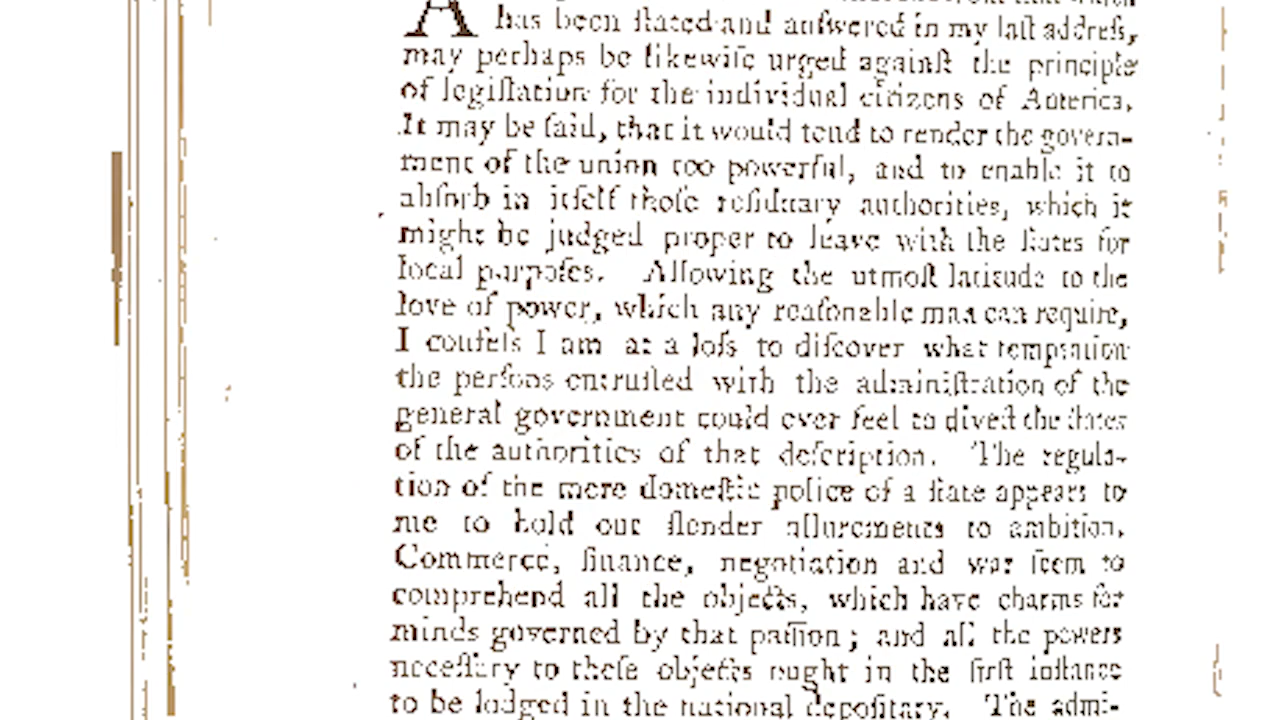 A
has been ſtated and anſwered in my laſt addreſs,
may perhaps be likewiſe urged againſt the principle
of legiſlation for the individual citizens of America.
It may be ſaid, that it would tend to render the govern-
ment of the union too powerful, and to enable it to
abſorb in itſelf thoſe reſiduary authorities, which it
might be judged proper to leave with the ſtates for
local purpoſes. Allowing the utmoſt latitude to the
love of power, which any reaſonable man can require,
I confeſs I am at a loſs to diſcover what temptation
the perſons entruſted with the adminiſtration of the
general government could ever feel to diveſt the ſtates
of the authorities of that deſcription. The regula-
tion of the mere domeſtic police of a ſtate appears to
me to hold out ſlender allurements to ambition.
Commerce, finance, negotiation and war ſeem to
comprehend all the objects, which have charms for
minds governed by that paſſion; and all the powers
neceſſary to theſe objects ought in the firſt inſtance
to be lodged in the national depoſitary. The admi-